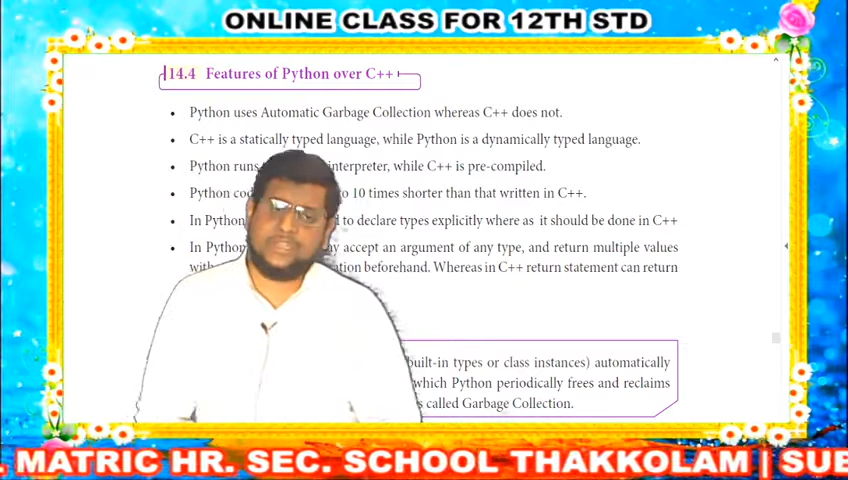 ONLINE CLASS FOR 12TH STD
14.4 Features of Python over C++
• Python uses Automatic Garbage Collection whereas C++ does not.
• C++ is a statically typed language, while Python is a dynamically typed language.
• Python runs interpreter, while C++ is pre-compiled.
• Python to 10 times shorter than that written in C++.
• In Python to declare types explicitly where as it should be done in C++
• In Python accept an argument of any type, and return multiple values
beforehand. Whereas in C++ return statement can return
built-in types or class instances) automatically
which Python periodically frees and reclaims
called Garbage Collection.
. MATRIC HR. SEC. SCHOOL THAKKOLAM | SUB